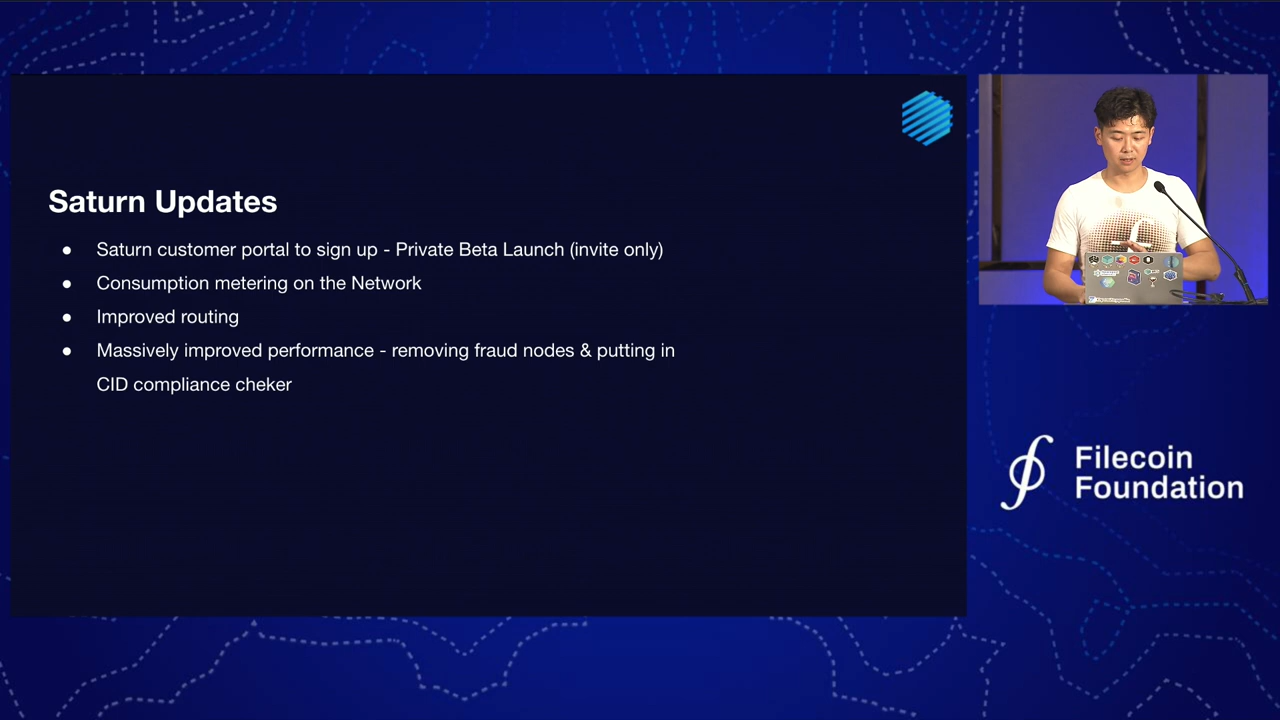 Saturn Updates
● Saturn customer portal to sign up - Private Beta Launch (invite only)
● Consumption metering on the Network
● Improved routing
● Massively improved performance - removing fraud nodes & putting in
CID compliance cheker
Filecoin
Foundation